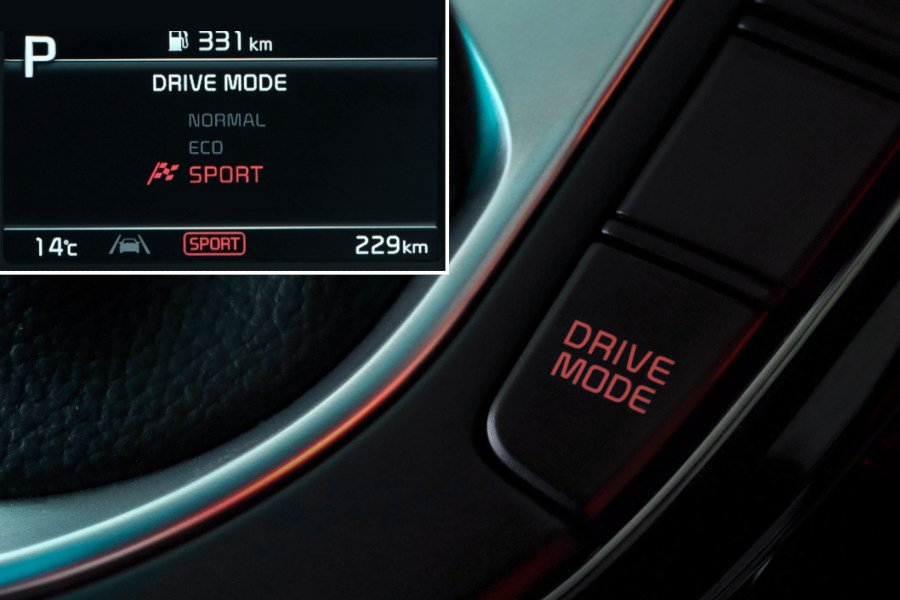 P
331 km
DRIVE MODE
NORMAL
ECO
SPORT
14°C SPORT 229km
DRIVE
MODE